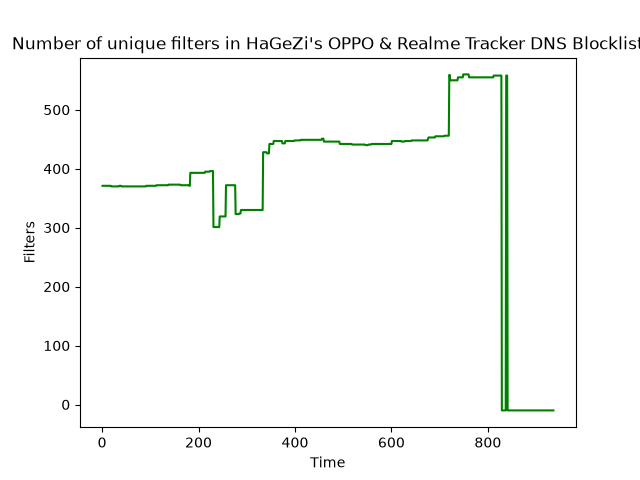 Number of unique filters in HaGeZi's OPPO & Realme Tracker DNS Blocklist
500
400
300
200
100
0
Filters
0 200 400 600 800
Time